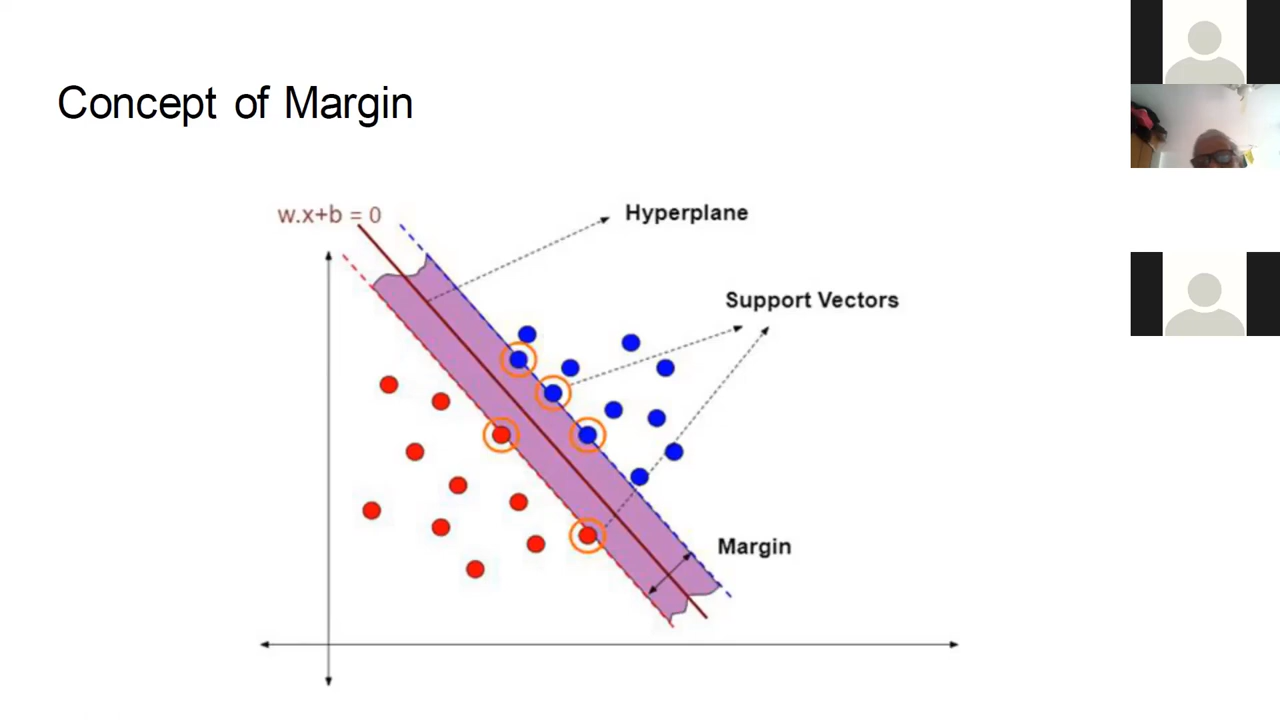 Concept of Margin
w.x+b = 0
Hyperplane
Support Vectors
Margin